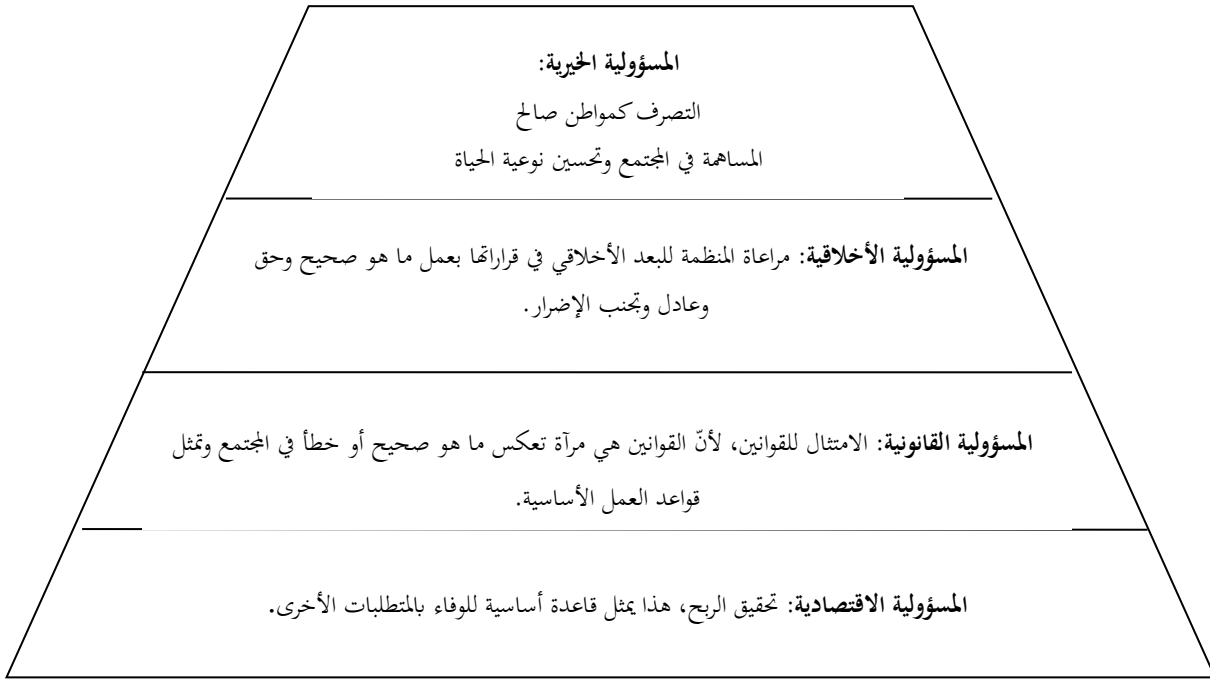 المسؤولية الخيرية:
التصرف كمواطن صالح
المساهمة في المجتمع وتحسين نوعية الحياة
المسؤولية الأخلاقية: مراعاة المنظمة للبعد الأخلاقي في قراراتها بعمل ما هو صحيح وحق
وعادل وتجنب الإضرار.
المسؤولية القانونية: الامتثال للقوانين، لأنّ القوانين هي مرآة تعكس ما هو صحيح أو خطأ في المجتمع وتمثل
قواعد العمل الأساسية.
المسؤولية الاقتصادية: تحقيق الربح، هذا يمثل قاعدة أساسية للوفاء بالمتطلبات الأخرى.